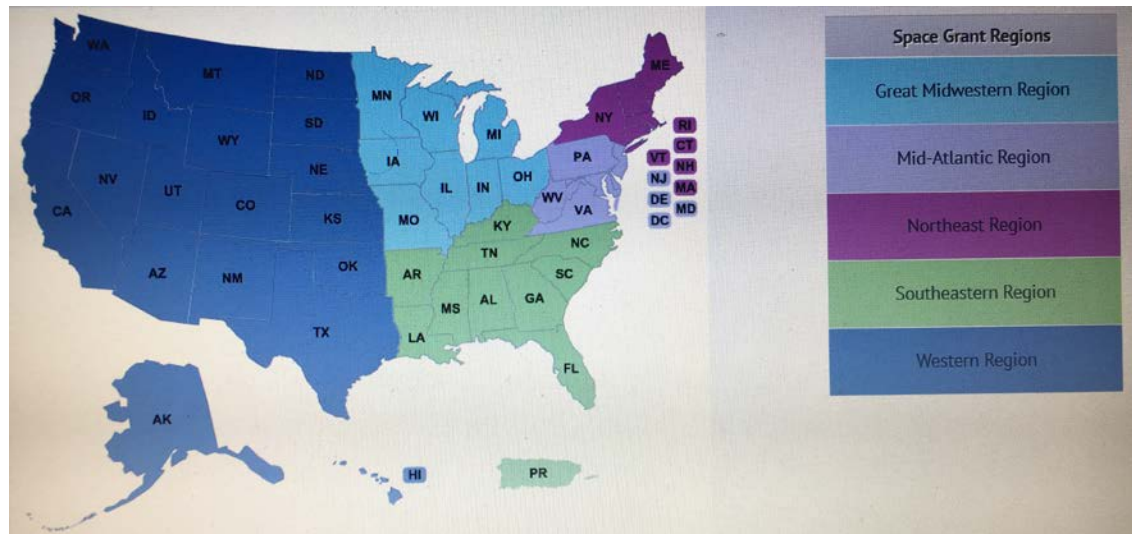 WA
MT
ND
MN
ME
OR
ID
SD
WI
MI
NY
RI
WY
CT
VT
NH
PA
NJ
MA
NE
IA
OH
DE
MD
NV
UT
CO
IL
IN
WV
VA
DC
CA
KS
MO
KY
NC
AZ
NM
OK
AR
TN
SC
TX
MS
AL
GA
LA
FL
AK
HI
PR
Space Grant Regions
Great Midwestern Region
Mid-Atlantic Region
Northeast Region
Southeastern Region
Western Region